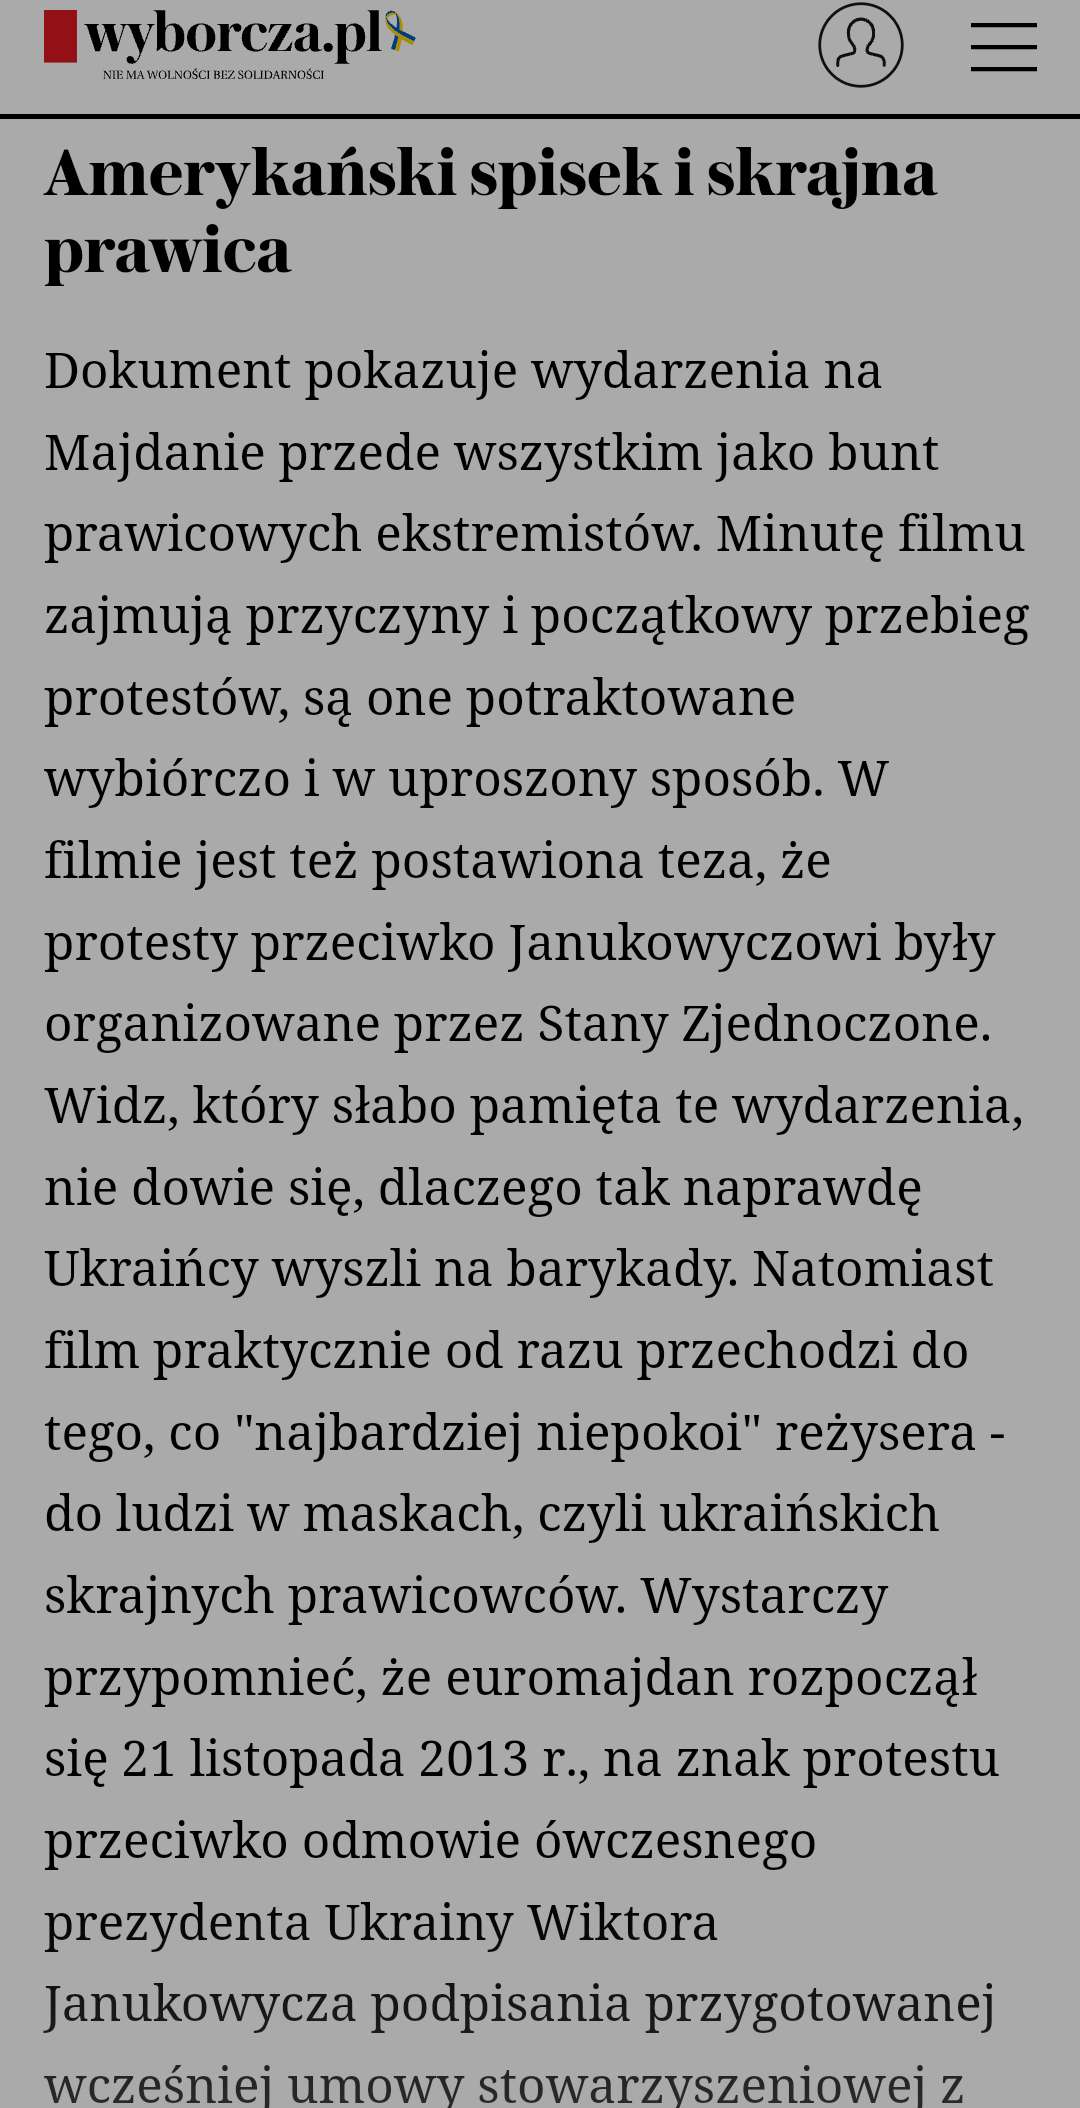 wyborcza.pl
NIE MA WOLNOŚCI BEZ SOLIDARNOŚCI
Amerykański spisek i skrajna
prawica
Dokument pokazuje wydarzenia na
Majdanie przede wszystkim jako bunt
prawicowych ekstremistów. Minutę filmu
zajmują przyczyny i początkowy przebieg
protestów, są one potraktowane
wybiórczo i w uproszony sposób. W
filmie jest też postawiona teza, że
protesty przeciwko Janukowyczowi były
organizowane przez Stany Zjednoczone.
Widz, który słabo pamięta te wydarzenia,
nie dowie się, dlaczego tak naprawdę
Ukraińcy wyszli na barykady. Natomiast
film praktycznie od razu przechodzi do
tego, co "najbardziej niepokoi" reżysera -
do ludzi w maskach, czyli ukraińskich
skrajnych prawicowców. Wystarczy
przypomnieć, że euromajdan rozpoczął
się 21 listopada 2013 r., na znak protestu
przeciwko odmowie ówczesnego
prezydenta Ukrainy Wiktora
Janukowycza podpisania przygotowanej
wcześniej umowy stowarzyszeniowej z